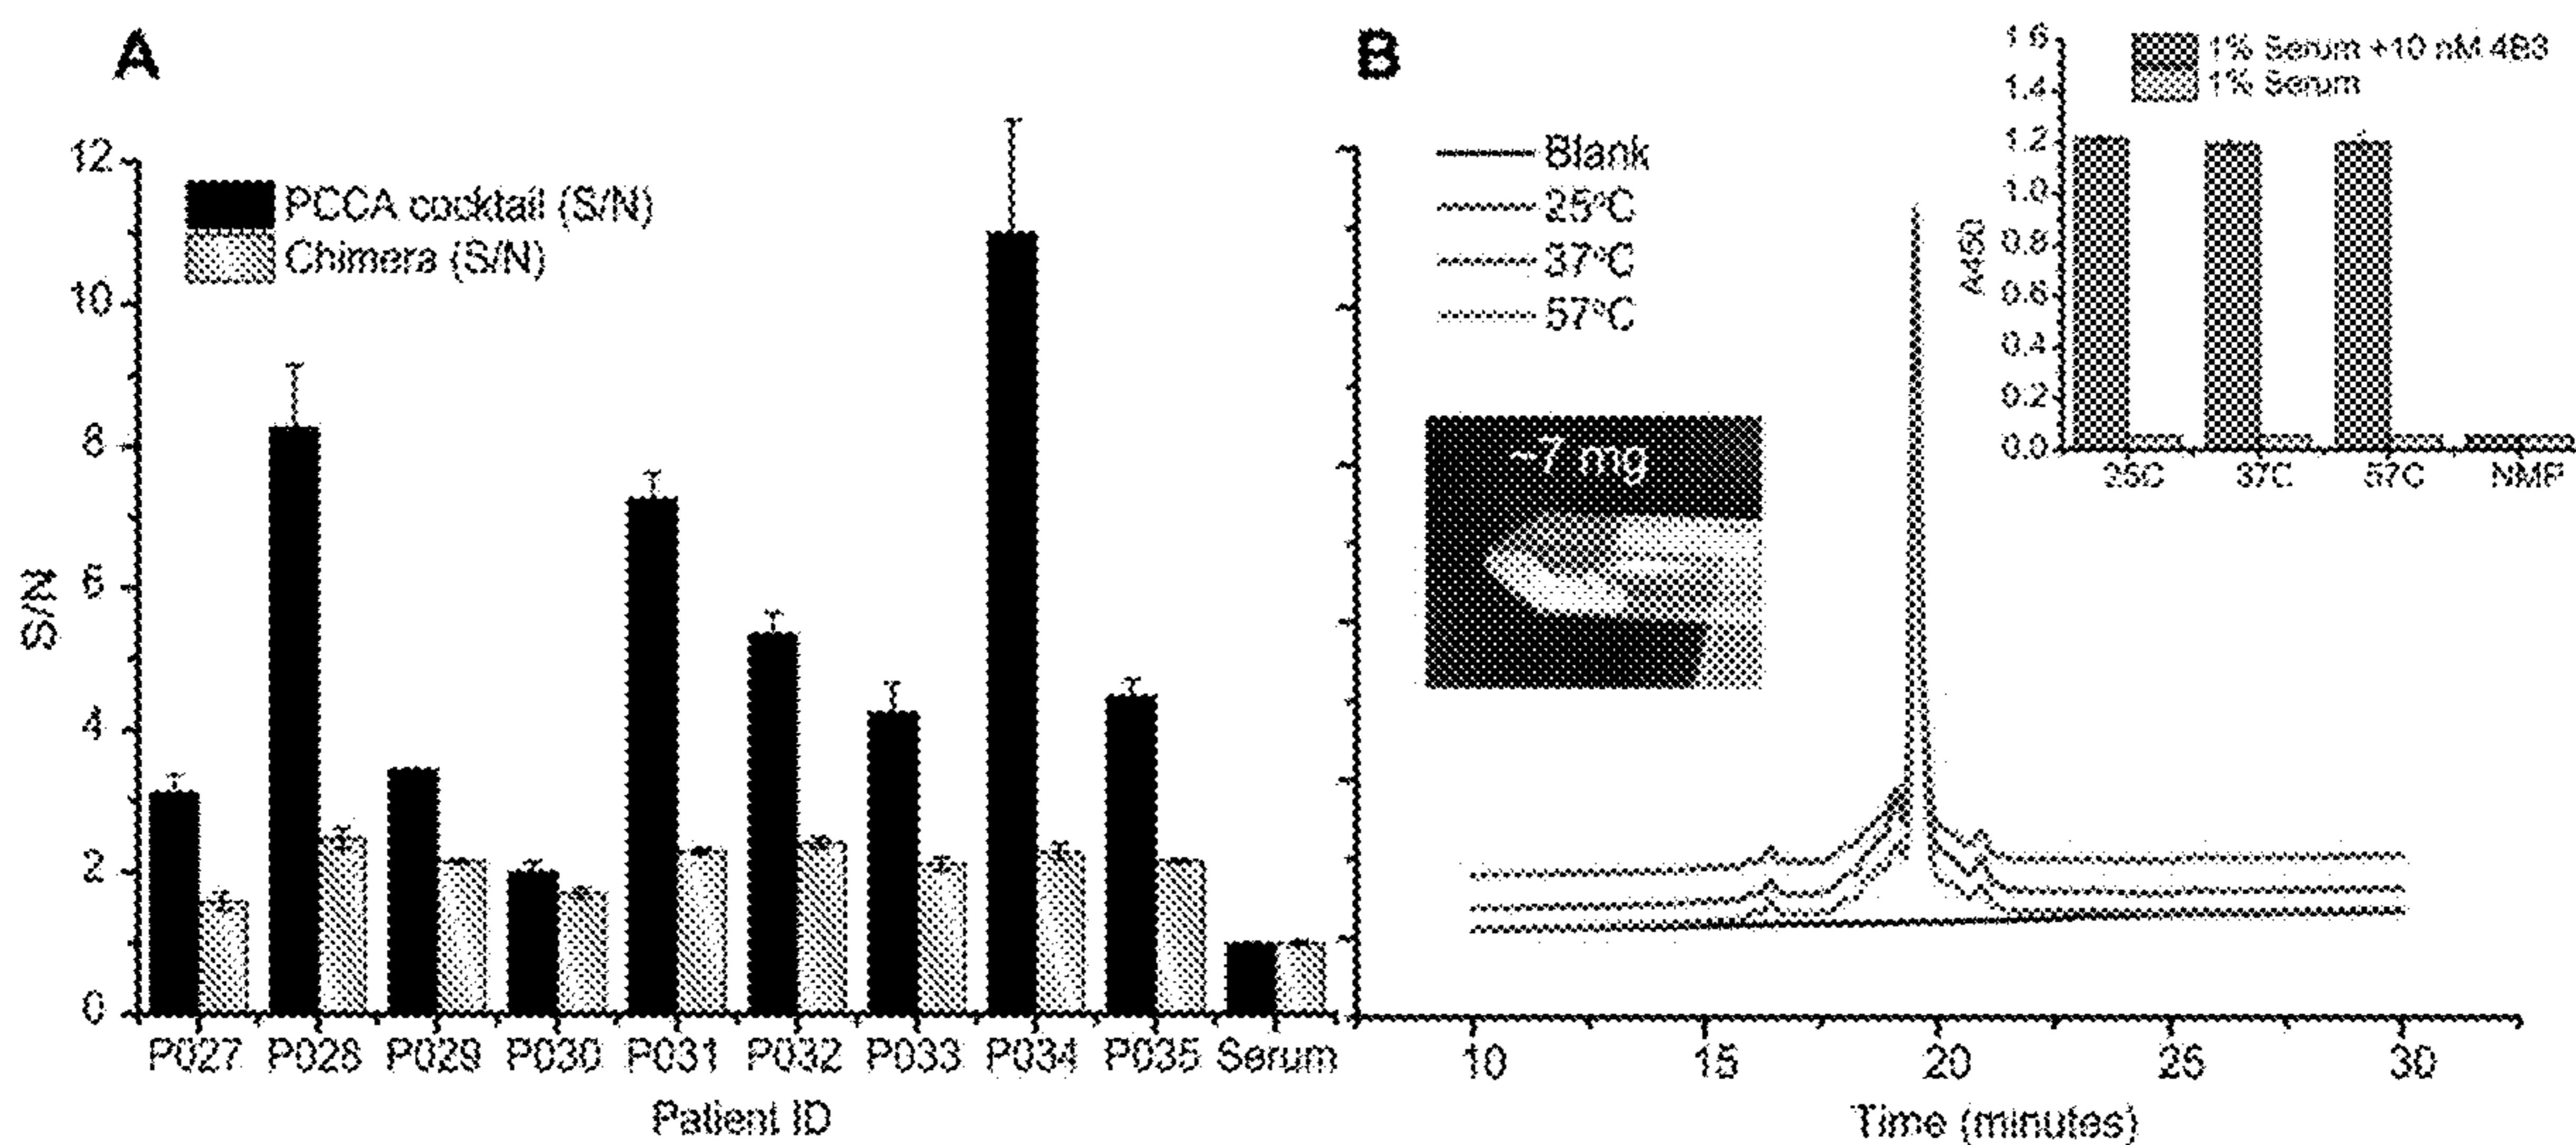 A
12
10
8
6
4
2
0
S/N
PCCA cocktail (S/N)
Chimera (S/N)
P027 P028 P029 P030 P031 P032 P033 P034 P035 Serum
Patient ID
B
Blank
25°C
37°C
57°C
~7 mg
10 15 20 25 30
Time (minutes)
1% Serum +10 nM 4B3
1% Serum
1.6
1.4
1.2
1.0
0.8
0.6
0.4
0.2
0.0
A450
25C 37C 57C NMP